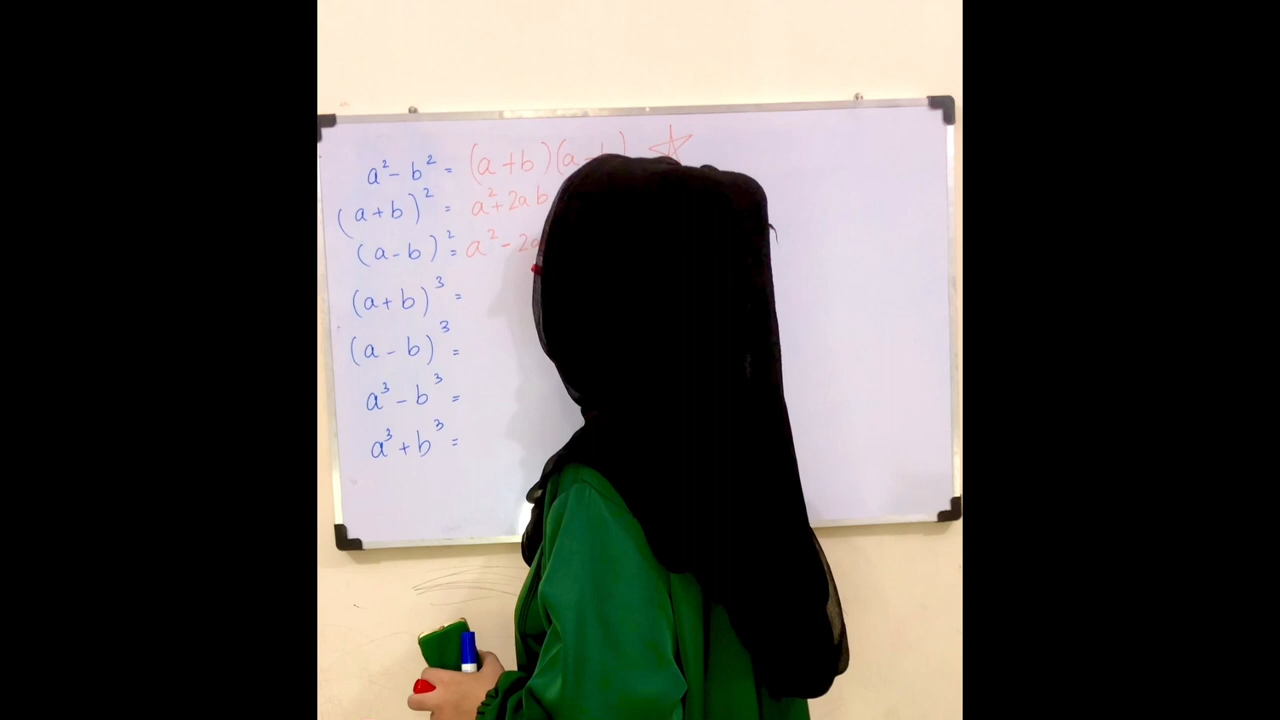 a² - b² = (a + b)(a -
(a + b)² = a² + 2ab
(a - b)² = a² - 2a
(a + b)³ =
(a - b)³ =
a³ - b³ =
a³ + b³ =